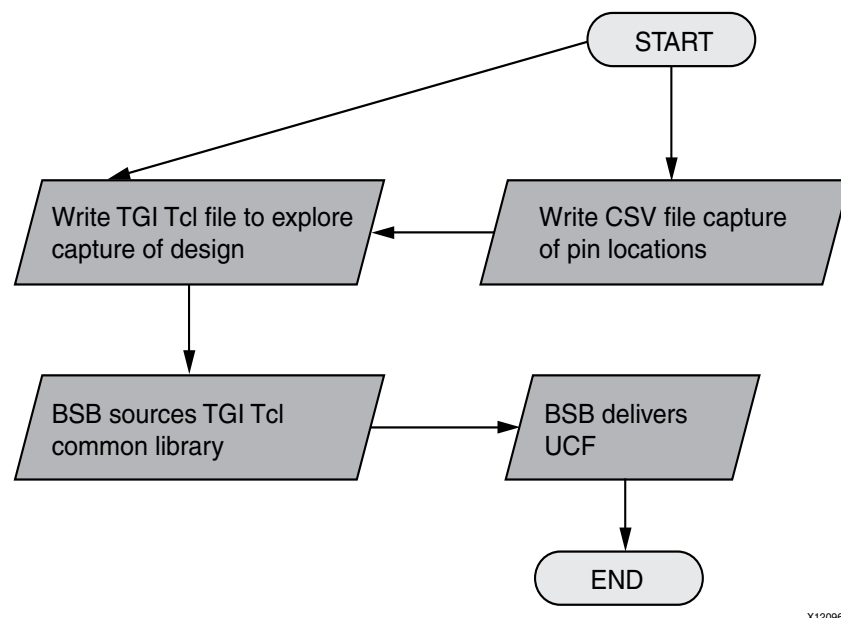 START
Write TGI Tcl file to explore
capture of design
Write CSV file capture
of pin locations
BSB sources TGI Tcl
common library
BSB delivers
UCF
END
X12096